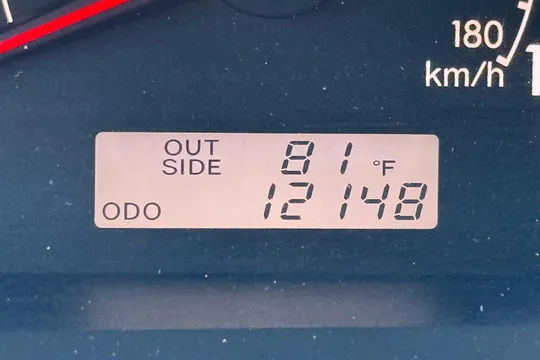 180
km/h
OUT SIDE 81 °F
ODO 12148